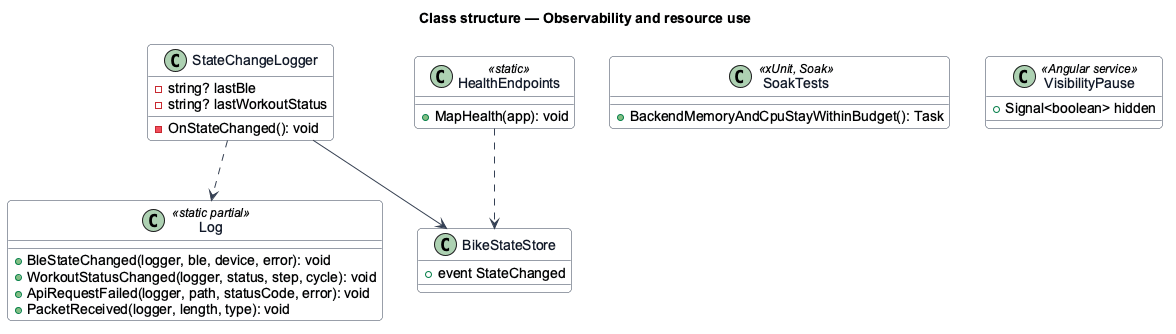 Class structure — Observability and resource use
C StateChangeLogger
string? lastBle
string? lastWorkoutStatus
OnStateChanged(): void
C «static»
HealthEndpoints
MapHealth(app): void
C «xUnit, Soak»
SoakTests
BackendMemoryAndCpuStayWithinBudget(): Task
C «Angular service»
VisibilityPause
Signal<boolean> hidden
C «static partial»
Log
BleStateChanged(logger, ble, device, error): void
WorkoutStatusChanged(logger, status, step, cycle): void
ApiRequestFailed(logger, path, statusCode, error): void
PacketReceived(logger, length, type): void
C BikeStateStore
event StateChanged